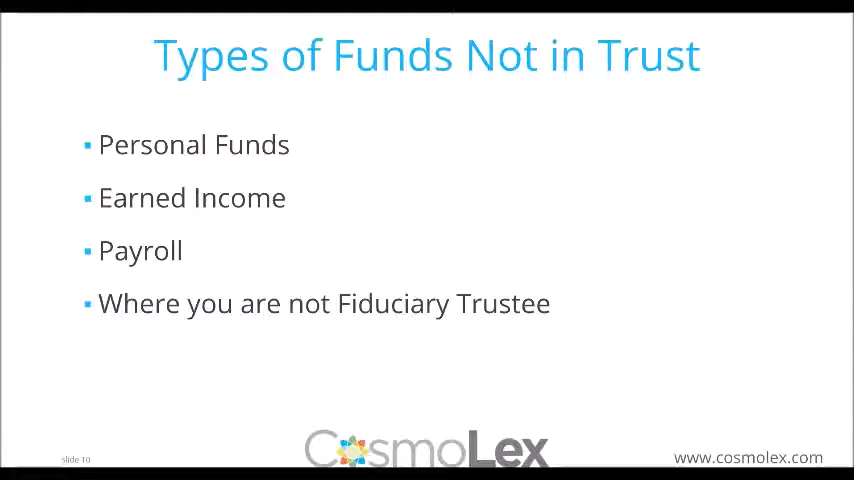 Types of Funds Not in Trust
Personal Funds
Earned Income
Payroll
Where you are not Fiduciary Trustee
slide 10
CosmoLex
www.cosmolex.com